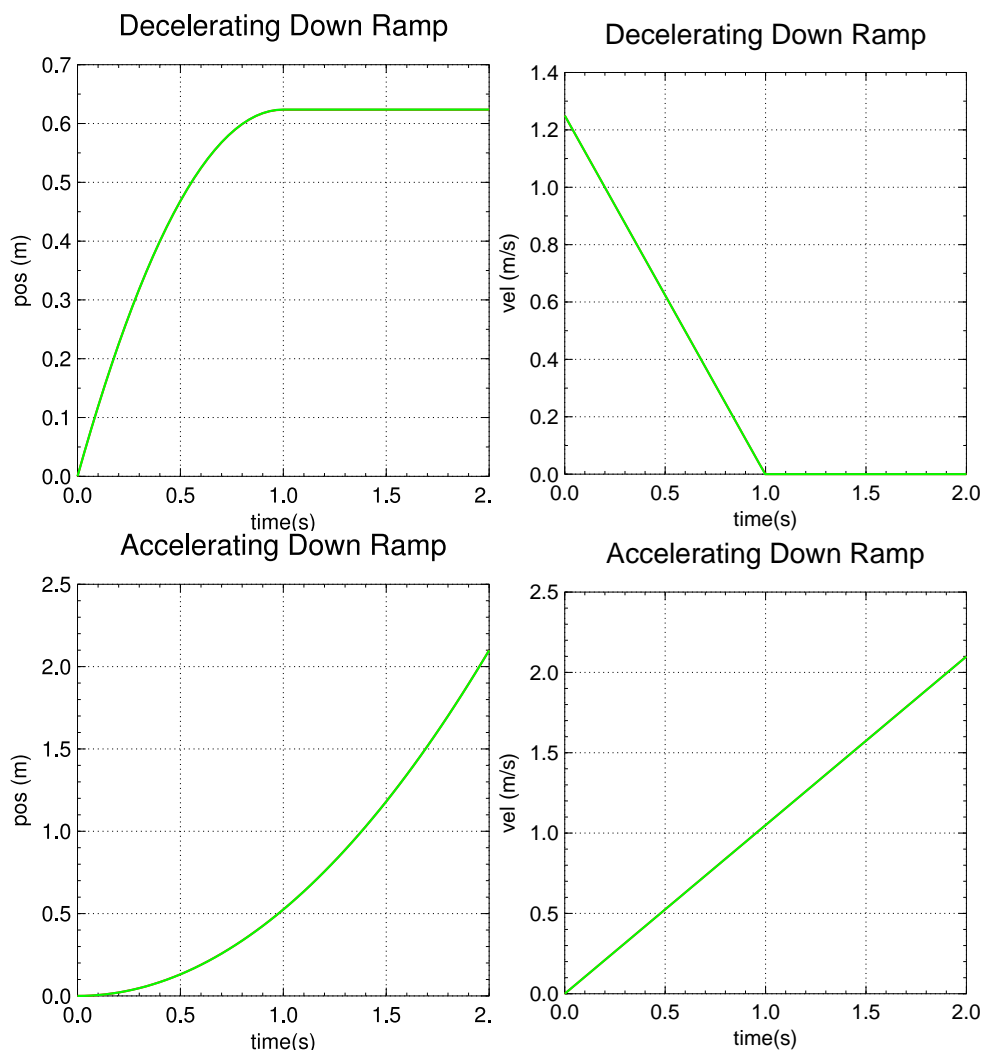 Decelerating Down Ramp
0.7
0.6
0.5
0.4
0.3
0.2
0.1
0.0
pos (m)
0.0 0.5 1.0 1.5 2.
time(s)
Decelerating Down Ramp
1.4
1.2
1.0
0.8
0.6
0.4
0.2
0.0
vel (m/s)
0.0 0.5 1.0 1.5 2.0
time(s)
Accelerating Down Ramp
2.5
2.0
1.5
1.0
0.5
0.0
pos (m)
0.0 0.5 1.0 1.5 2.
time(s)
Accelerating Down Ramp
2.5
2.0
1.5
1.0
0.5
0.0
vel (m/s)
0.0 0.5 1.0 1.5 2.0
time(s)